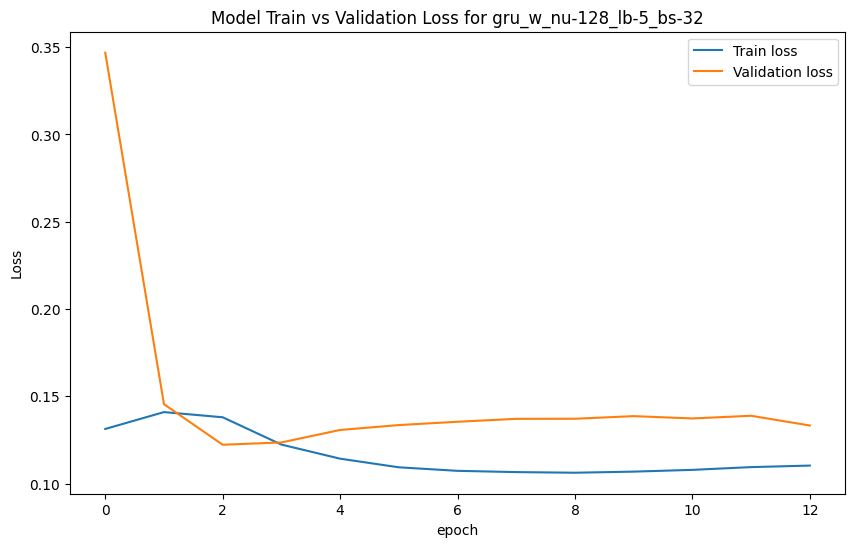 Model Train vs Validation Loss for gru_w_nu-128_lb-5_bs-32
Train loss
Validation loss
0.35
0.30
0.25
0.20
0.15
0.10
Loss
0 2 4 6 8 10 12
epoch